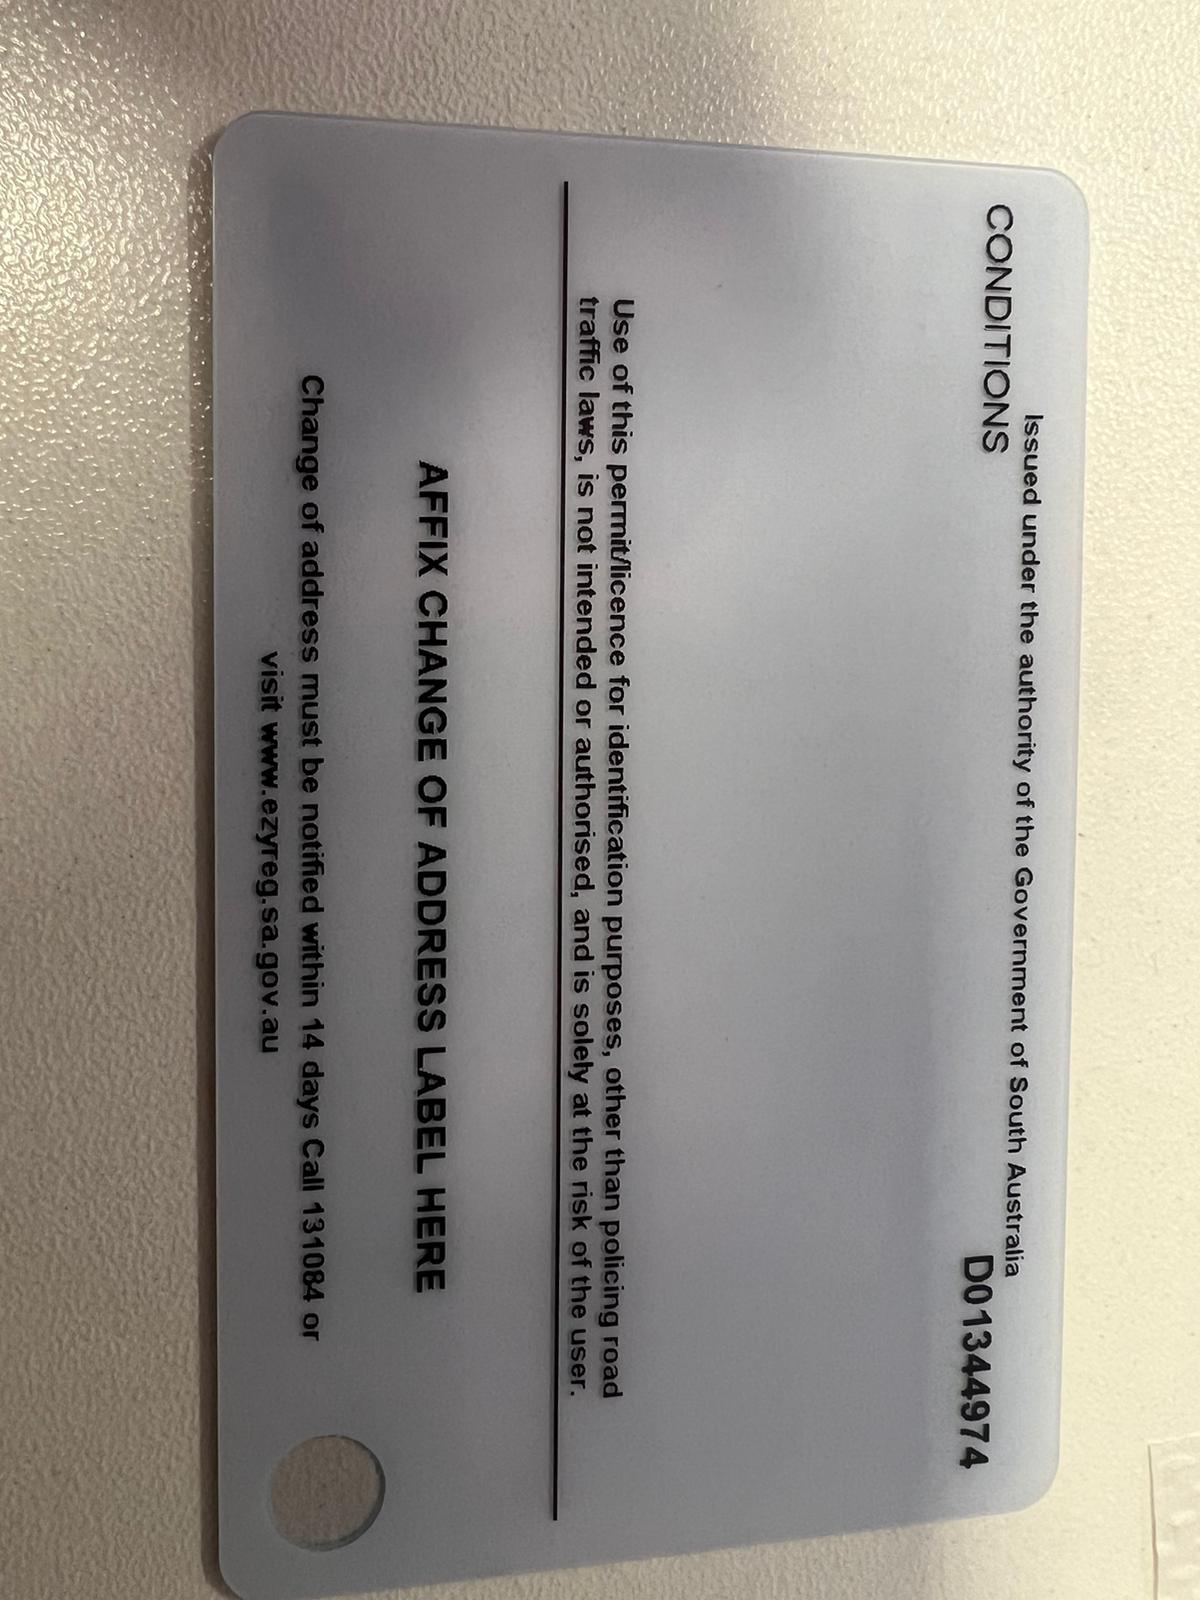 Issued under the authority of the Government of South Australia
CONDITIONS
D01344974
Use of this permit/licence for identification purposes, other than policing road
traffic laws, is not intended or authorised, and is solely at the risk of the user.
AFFIX CHANGE OF ADDRESS LABEL HERE
Change of address must be notified within 14 days Call 131084 or
visit www.ezyreg.sa.gov.au